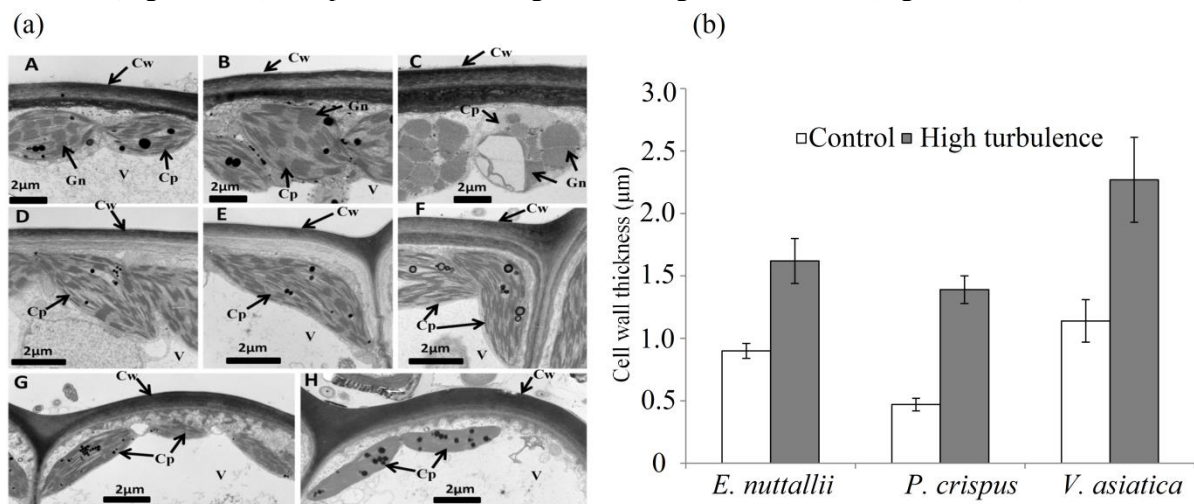 (a)
(b)
A
Cw
Gn
V
Cp
2μm
B
Cw
Gn
Cp
V
2μm
C
Cw
Cp
Gn
2μm
D
Cw
Cp
V
2μm
E
Cw
Cp
V
2μm
F
Cw
Cp
V
2μm
G
Cw
Cp
V
2μm
H
Cw
Cp
V
2μm
Cell wall thickness (μm)
3.0
2.5
2.0
1.5
1.0
0.5
0
Control
High turbulence
E. nuttallii
P. crispus
V. asiatica